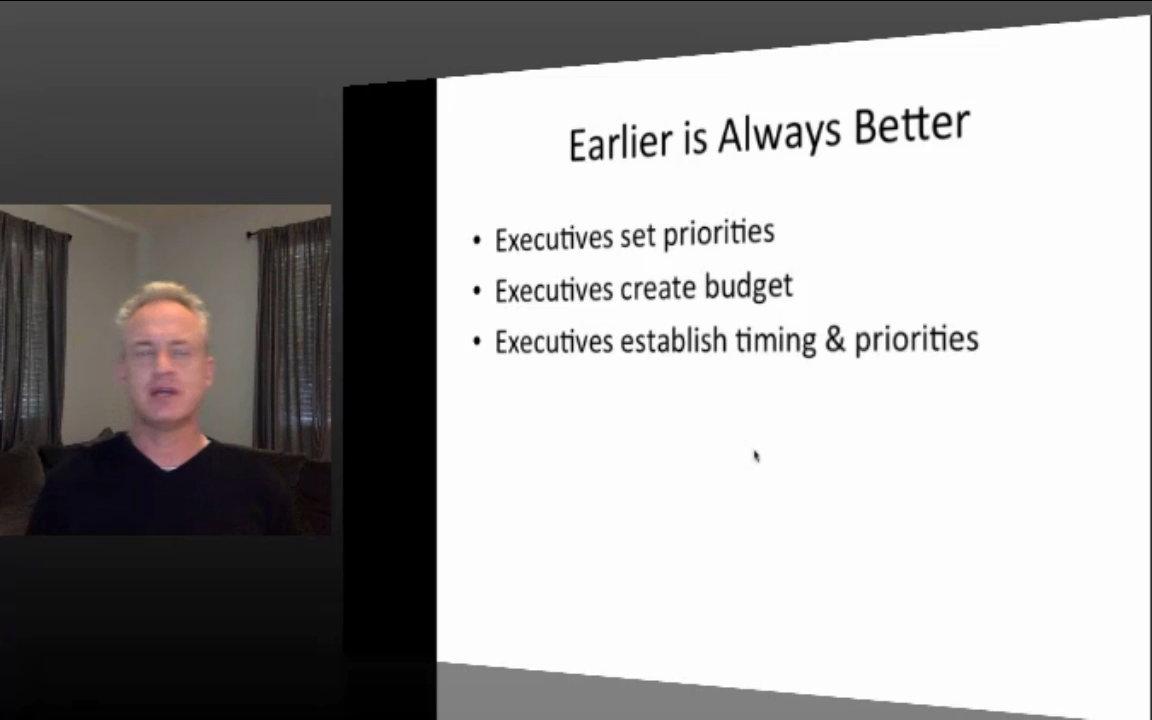 Earlier is Always Better
• Executives set priorities
• Executives create budget
• Executives establish timing & priorities